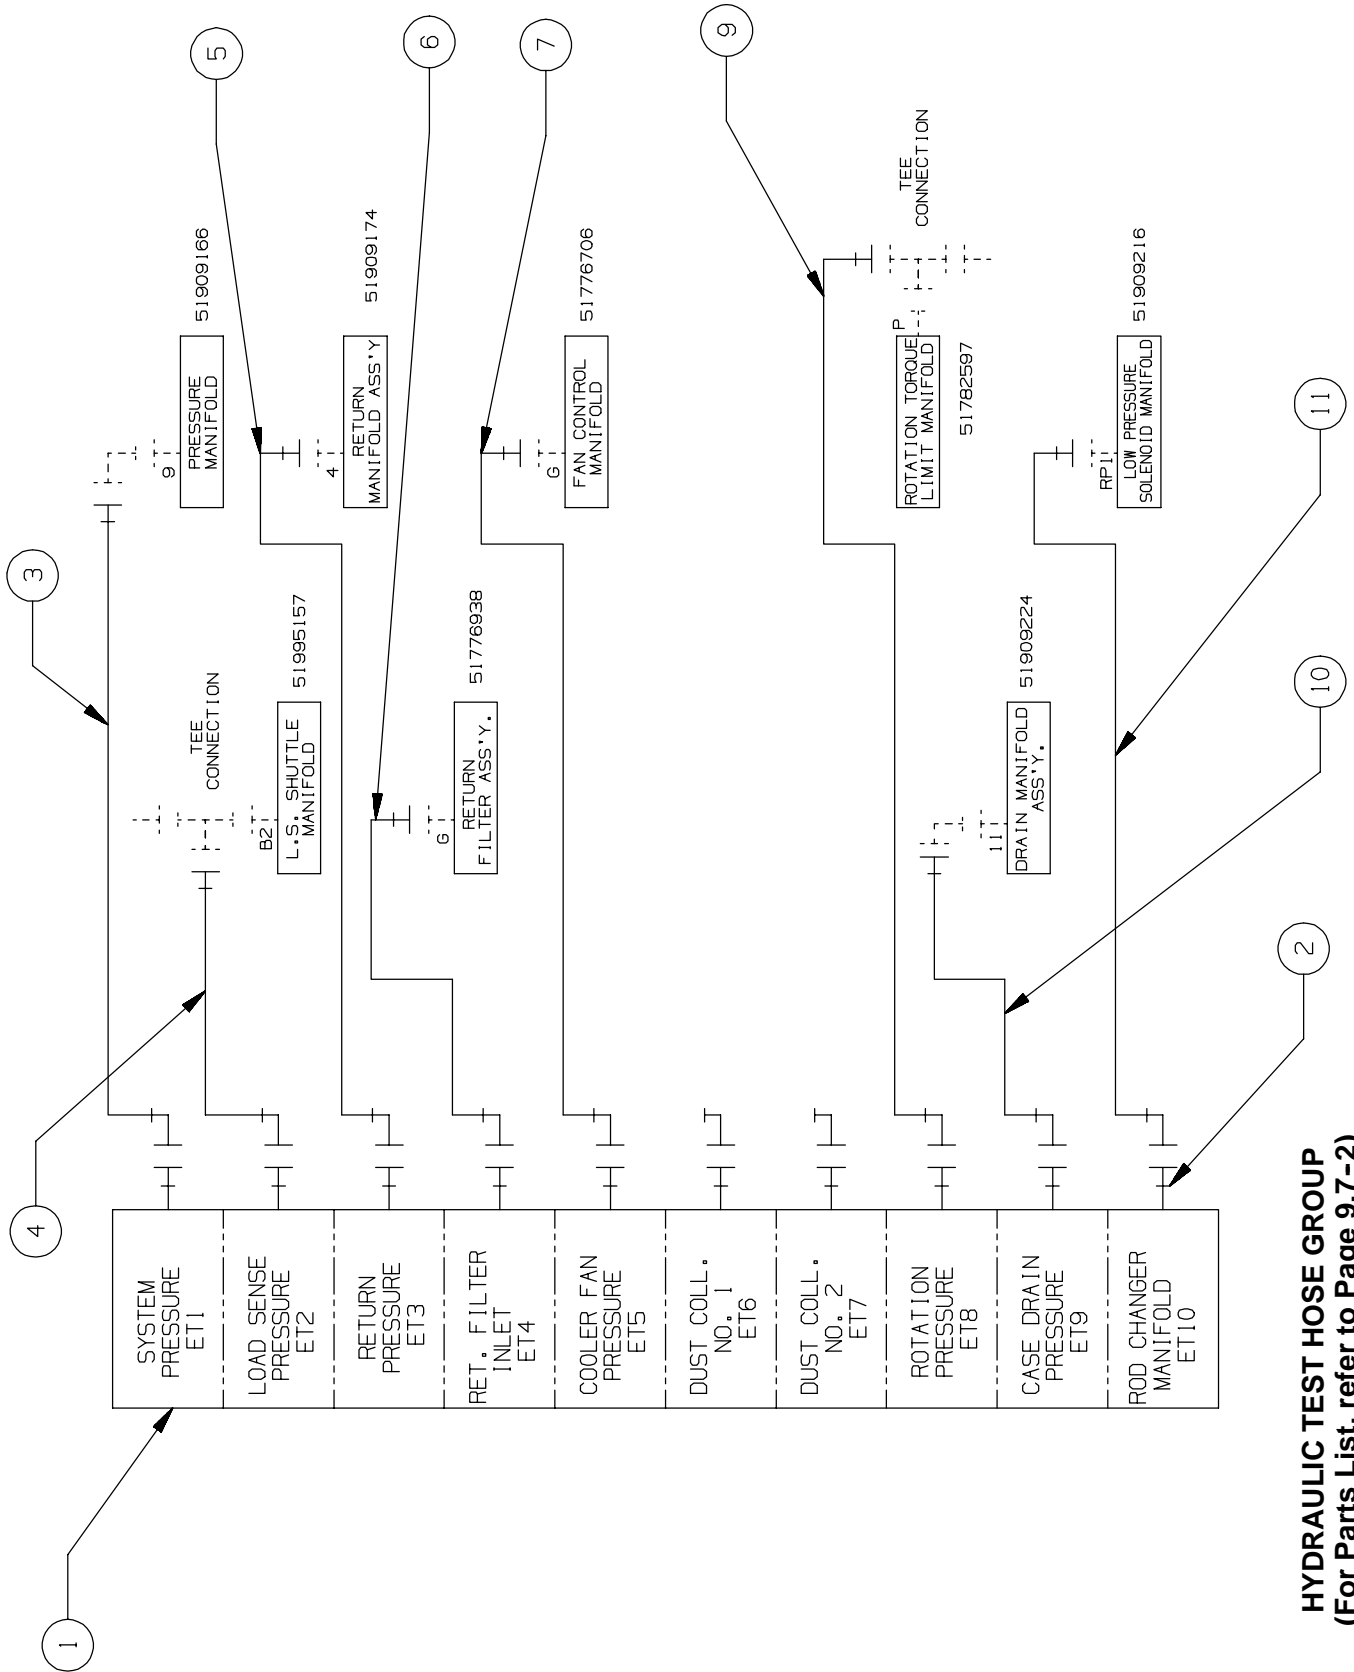 1
2
3
4
5
6
7
9
10
11
SYSTEM
PRESSURE
ET1
LOAD SENSE
PRESSURE
ET2
RETURN
PRESSURE
ET3
RET. FILTER
INLET
ET4
COOLER FAN
PRESSURE
ET5
DUST COLL.
NO. 1
ET6
DUST COLL.
NO. 2
ET7
ROTATION
PRESSURE
ET8
CASE DRAIN
PRESSURE
ET9
ROD CHANGER
MANIFOLD
ET10
9
PRESSURE
MANIFOLD
51909166
TEE
CONNECTION
B2
L.S. SHUTTLE
MANIFOLD
51995157
4
RETURN
MANIFOLD ASS'Y
51909174
G
RETURN
FILTER ASS'Y.
51776938
G
FAN CONTROL
MANIFOLD
51776706
TEE
CONNECTION
P
ROTATION TORQUE
LIMIT MANIFOLD
51782597
11
DRAIN MANIFOLD
ASS'Y.
51909224
RP1
LOW PRESSURE
SOLENOID MANIFOLD
51909216
HYDRAULIC TEST HOSE GROUP
(For Parts List, refer to Page 9.7-2)